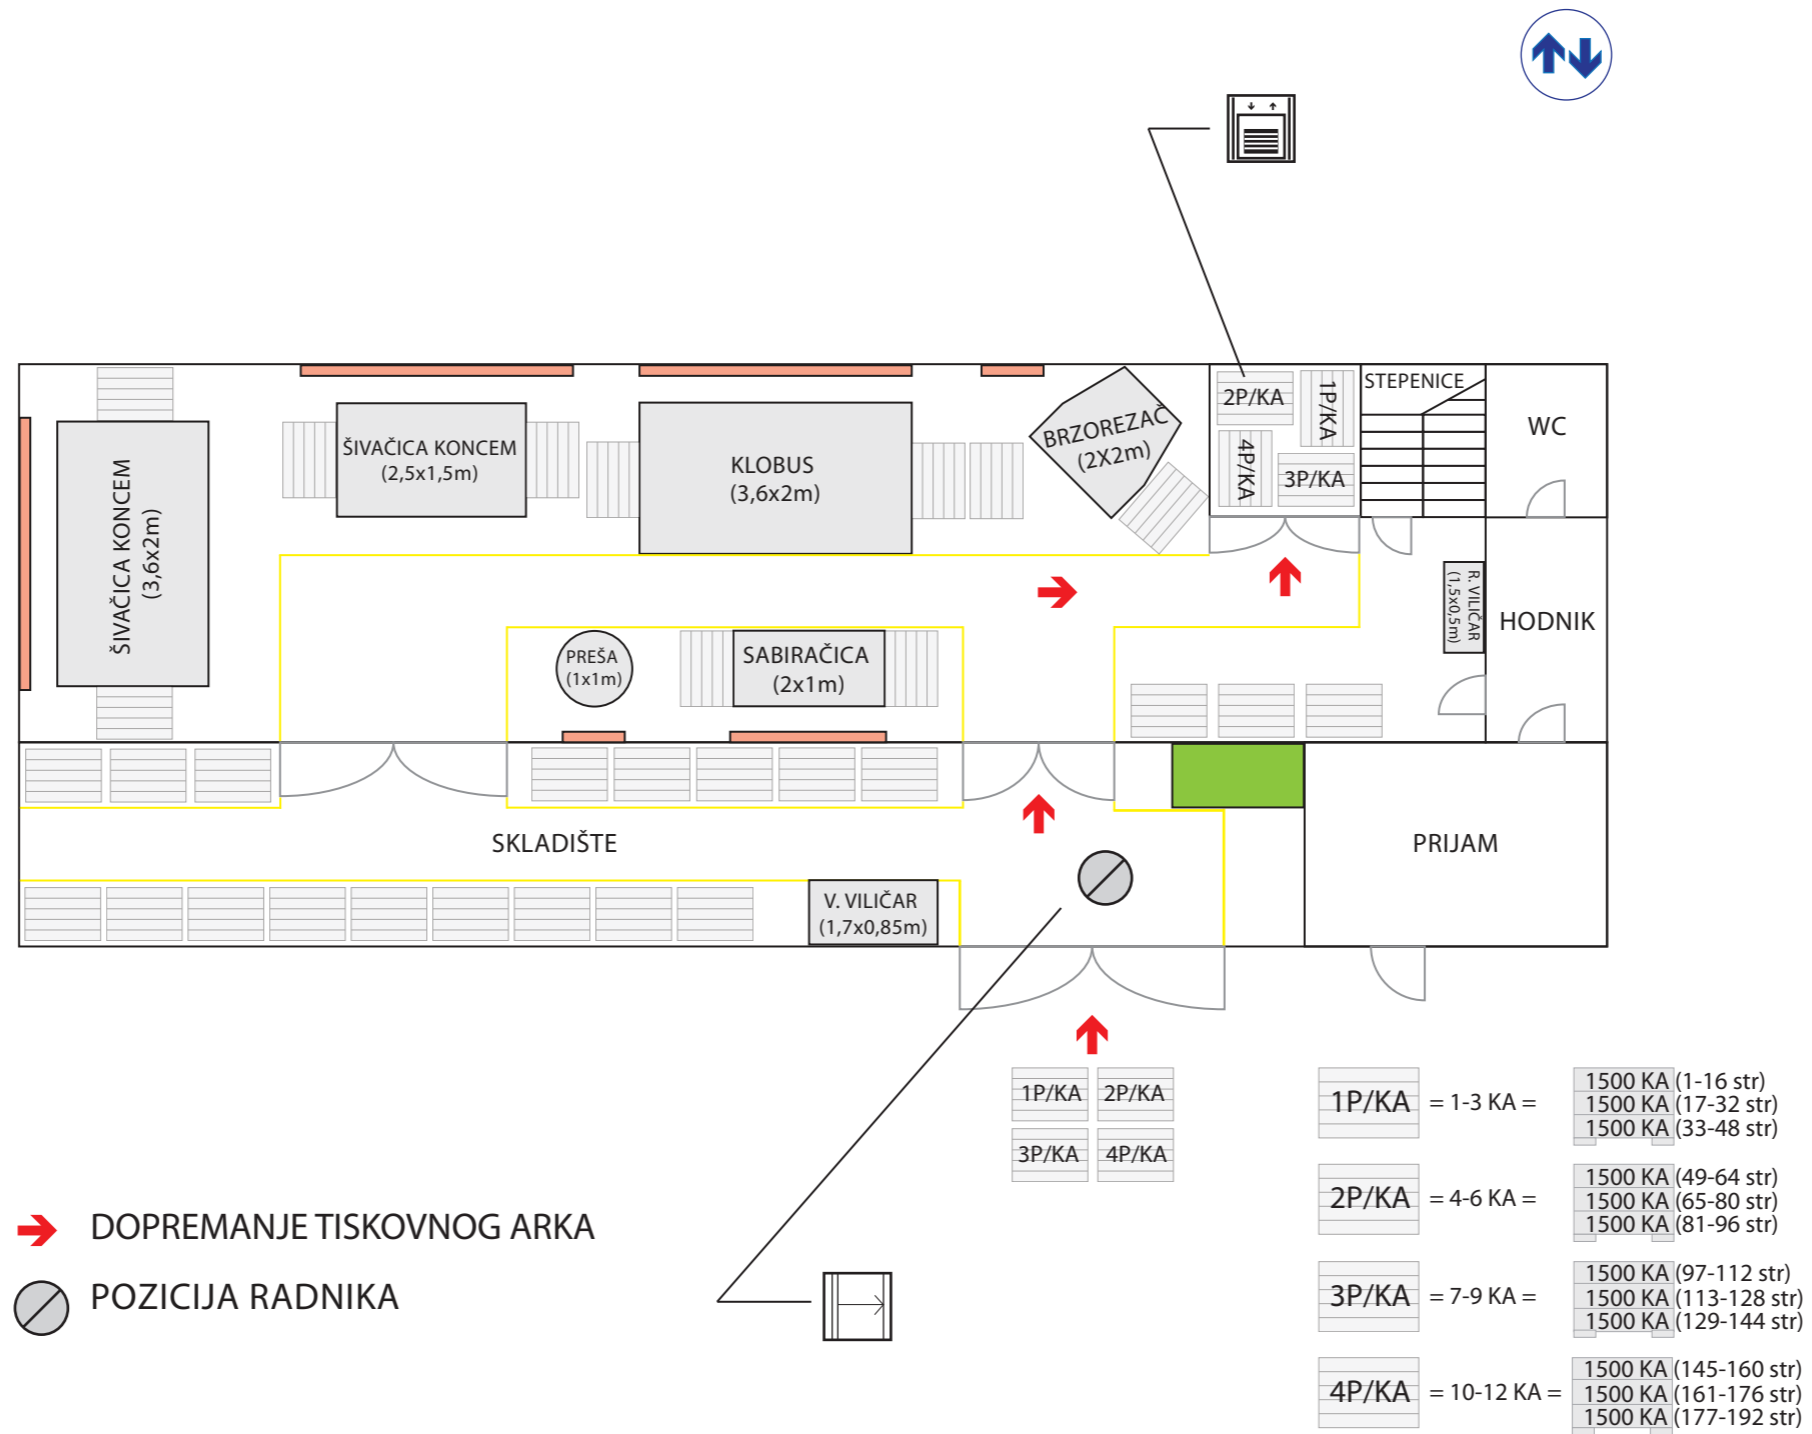 2P/KA
1P/KA
4P/KA
3P/KA
STEPENICE
WC
ŠIVAČICA KONCEM
(3,6x2m)
ŠIVAČICA KONCEM
(2,5x1,5m)
KLOBUS
(3,6x2m)
BRZOREZAČ
(2X2m)
R. VILIČAR
(1,5x0,5m)
HODNIK
PREŠA
(1x1m)
SABIRAČICA
(2x1m)
SKLADIŠTE
PRIJAM
V. VILIČAR
(1,7x0,85m)
1P/KA 2P/KA
3P/KA 4P/KA
1P/KA = 1-3 KA =
1500 KA (1-16 str)
1500 KA (17-32 str)
1500 KA (33-48 str)
2P/KA = 4-6 KA =
1500 KA (49-64 str)
1500 KA (65-80 str)
1500 KA (81-96 str)
3P/KA = 7-9 KA =
1500 KA (97-112 str)
1500 KA (113-128 str)
1500 KA (129-144 str)
4P/KA = 10-12 KA =
1500 KA (145-160 str)
1500 KA (161-176 str)
1500 KA (177-192 str)
DOPREMANJE TISKOVNOG ARKA
POZICIJA RADNIKA